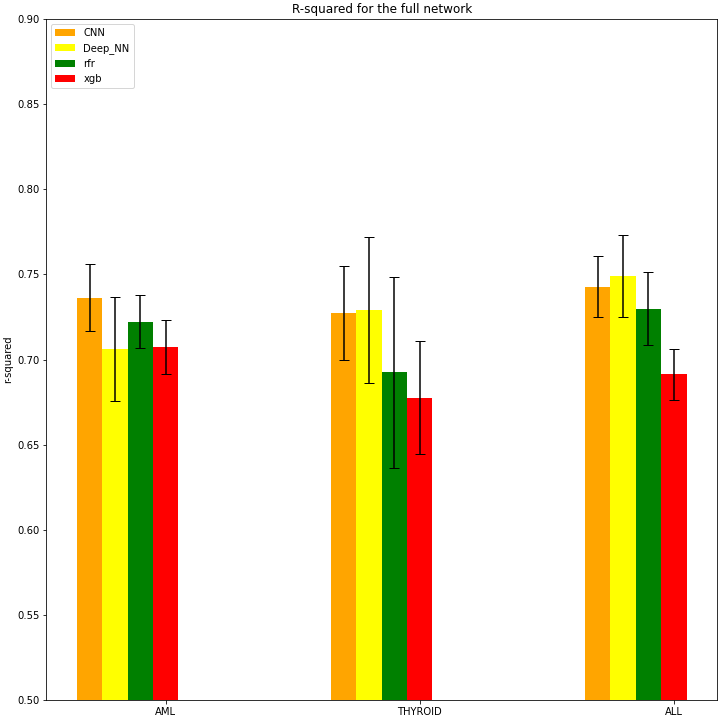 R-squared for the full network
CNN
Deep_NN
rfr
xgb
r-squared
0.90
0.85
0.80
0.75
0.70
0.65
0.60
0.55
0.50
AML THYROID ALL